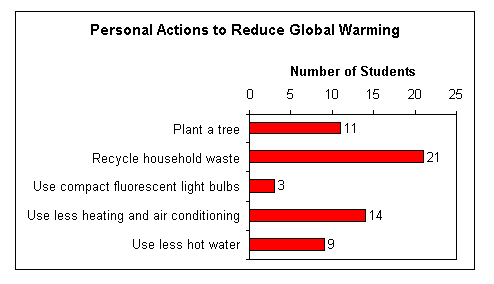 Personal Actions to Reduce Global Warming
Number of Students
0 5 10 15 20 25
Plant a tree 11
Recycle household waste 21
Use compact fluorescent light bulbs 3
Use less heating and air conditioning 14
Use less hot water 9